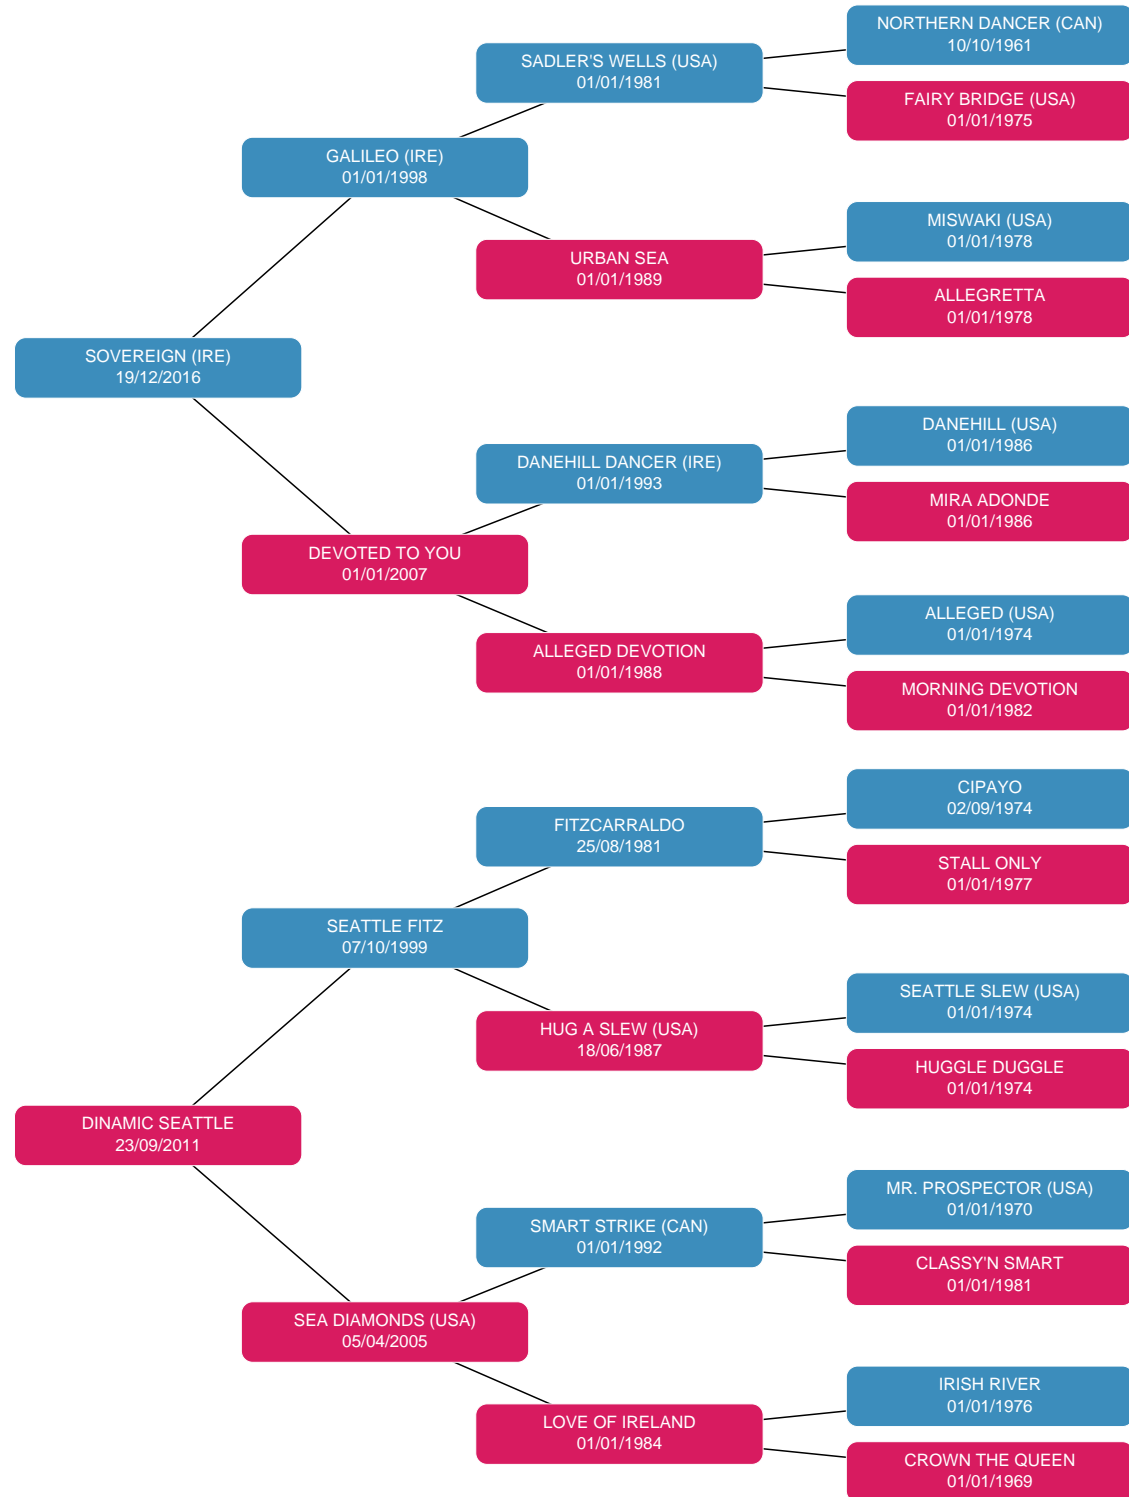 NORTHERN DANCER (CAN)
10/10/1961
SADLER'S WELLS (USA)
01/01/1981
FAIRY BRIDGE (USA)
01/01/1975
GALILEO (IRE)
01/01/1998
MISWAKI (USA)
01/01/1978
URBAN SEA
01/01/1989
ALLEGRETTA
01/01/1978
SOVEREIGN (IRE)
19/12/2016
DANEHILL (USA)
01/01/1986
DANEHILL DANCER (IRE)
01/01/1993
MIRA ADONDE
01/01/1986
DEVOTED TO YOU
01/01/2007
ALLEGED (USA)
01/01/1974
ALLEGED DEVOTION
01/01/1988
MORNING DEVOTION
01/01/1982
CIPAYO
02/09/1974
FITZCARRALDO
25/08/1981
STALL ONLY
01/01/1977
SEATTLE FITZ
07/10/1999
SEATTLE SLEW (USA)
01/01/1974
HUG A SLEW (USA)
18/06/1987
HUGGLE DUGGLE
01/01/1974
DINAMIC SEATTLE
23/09/2011
MR. PROSPECTOR (USA)
01/01/1970
SMART STRIKE (CAN)
01/01/1992
CLASSY'N SMART
01/01/1981
SEA DIAMONDS (USA)
05/04/2005
IRISH RIVER
01/01/1976
LOVE OF IRELAND
01/01/1984
CROWN THE QUEEN
01/01/1969